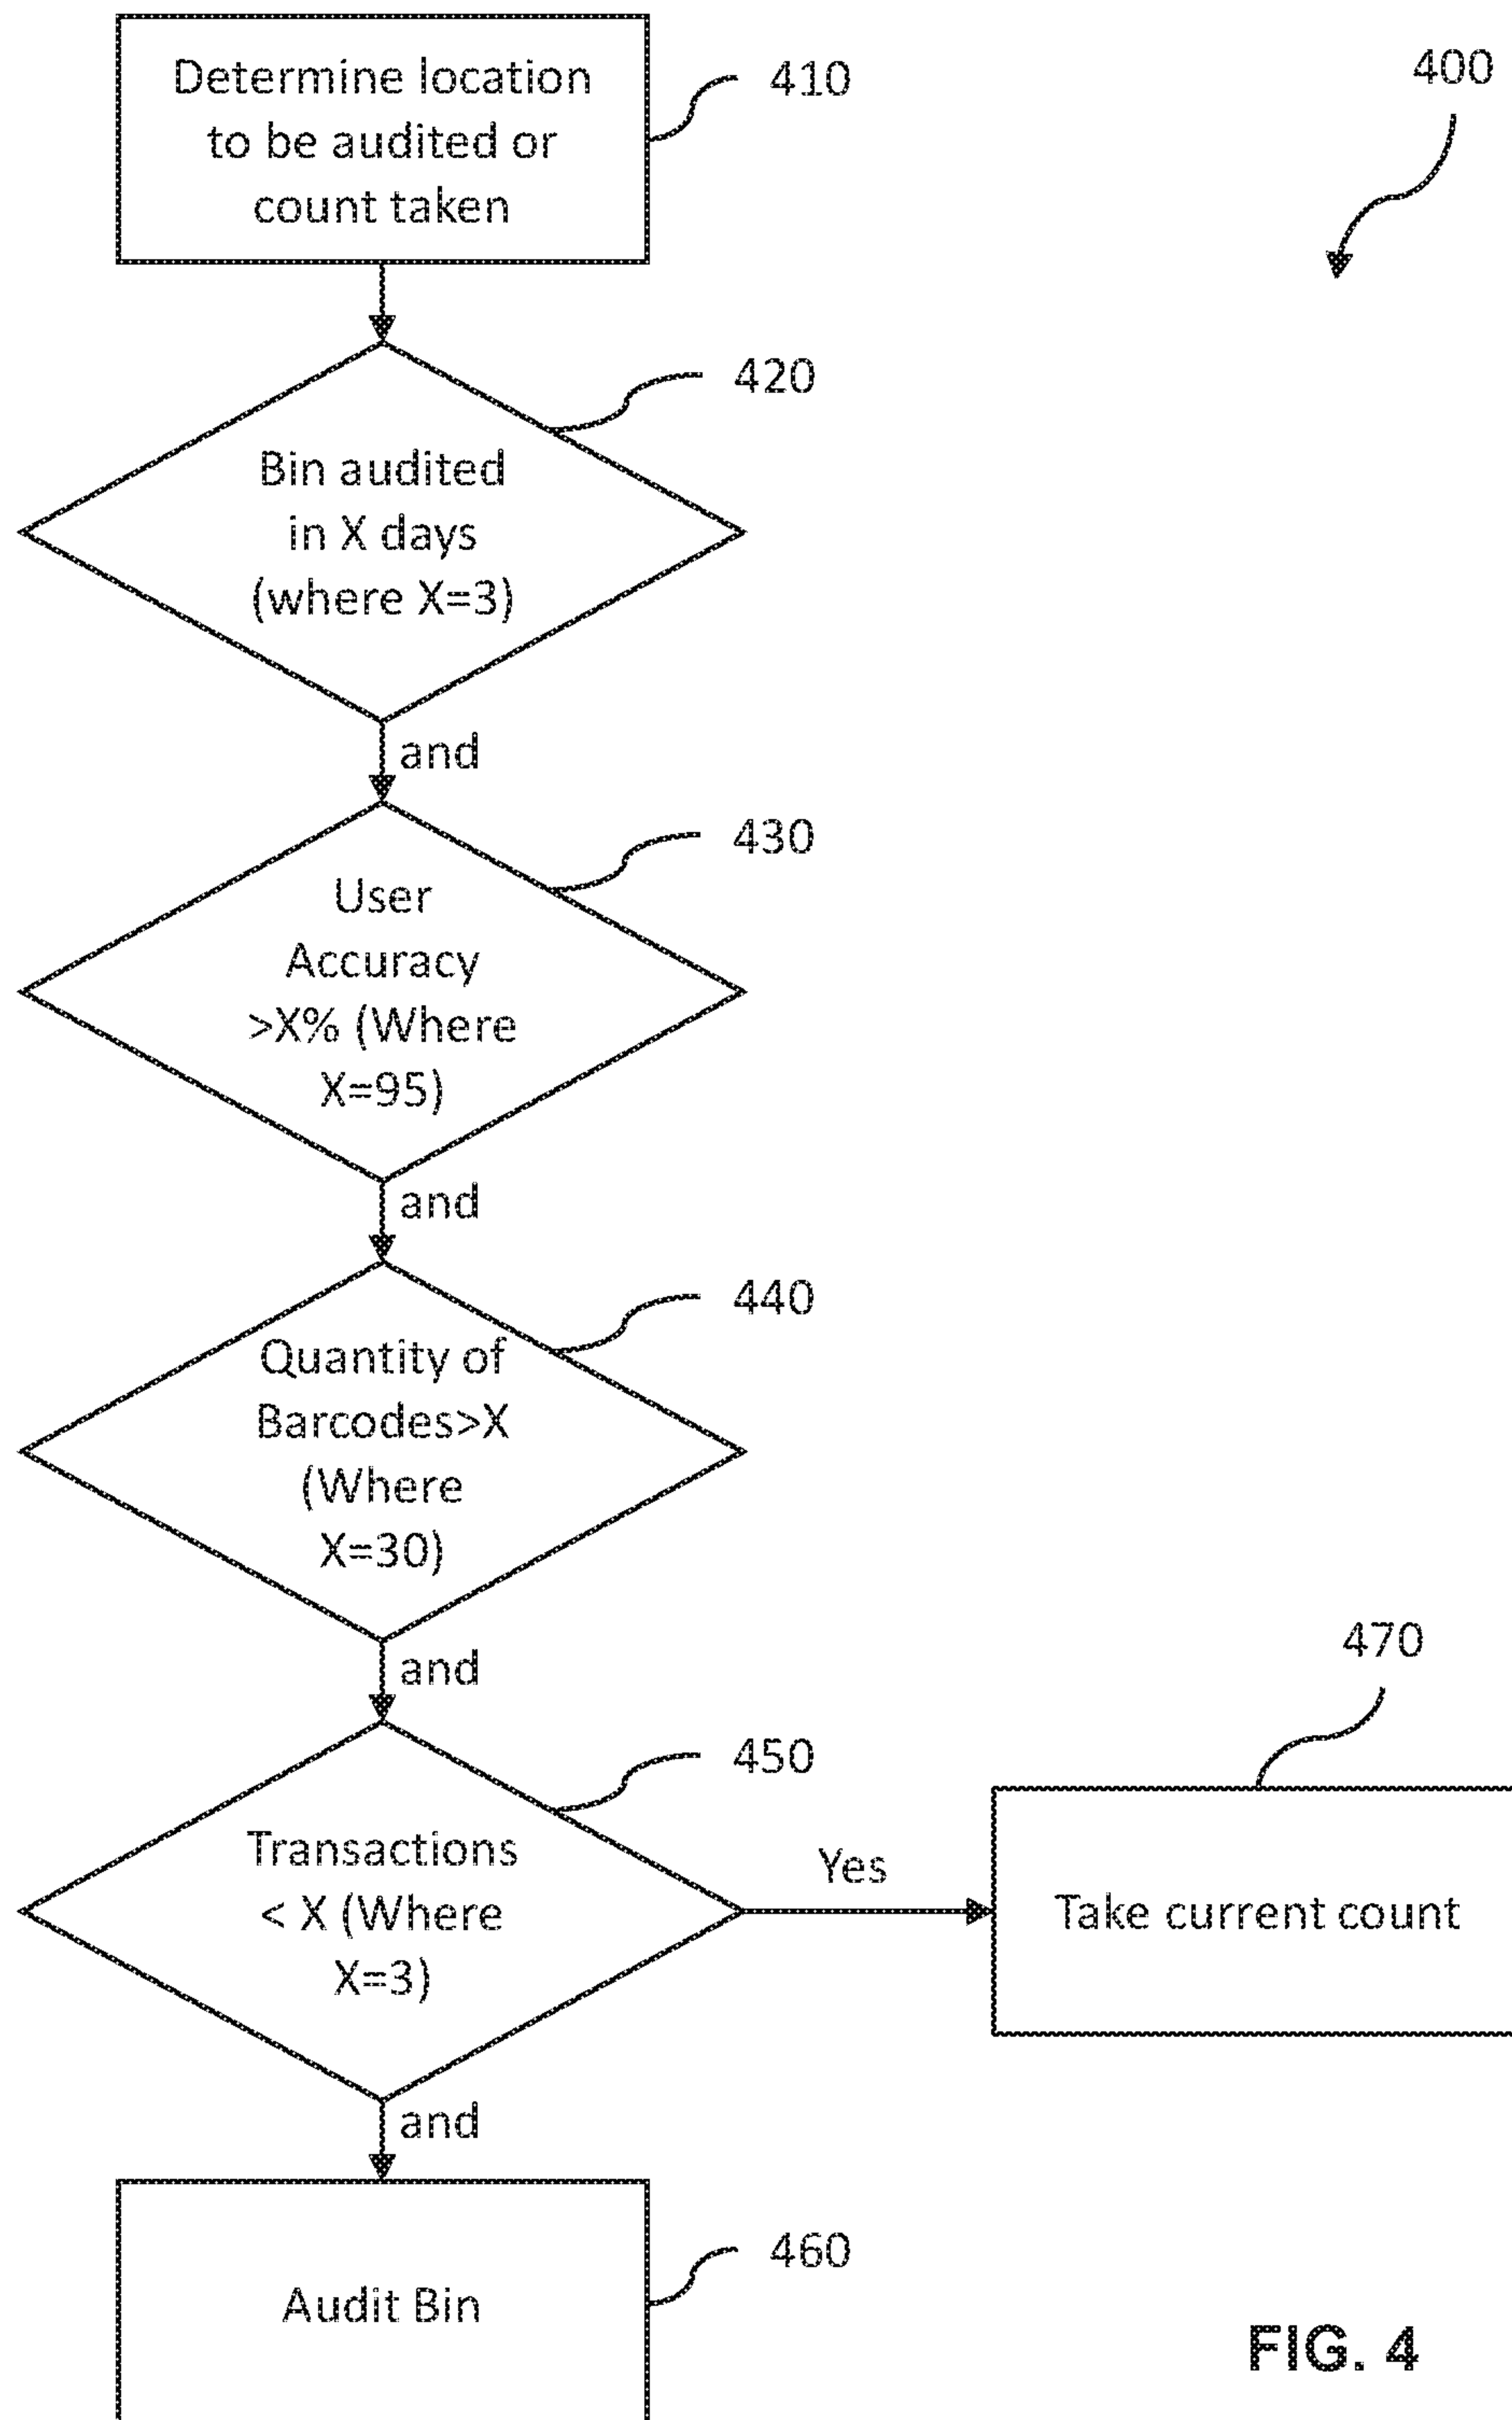 Determine location
to be audited or
count taken
410
400
Bin audited
in X days
(where X=3)
420
and
User
Accuracy
>X% (Where
X=95)
430
and
Quantity of
Barcodes>X
(Where
X=30)
440
and
Transactions
< X (Where
X=3)
450
Yes
Take current count
470
and
Audit Bin
460
FIG. 4